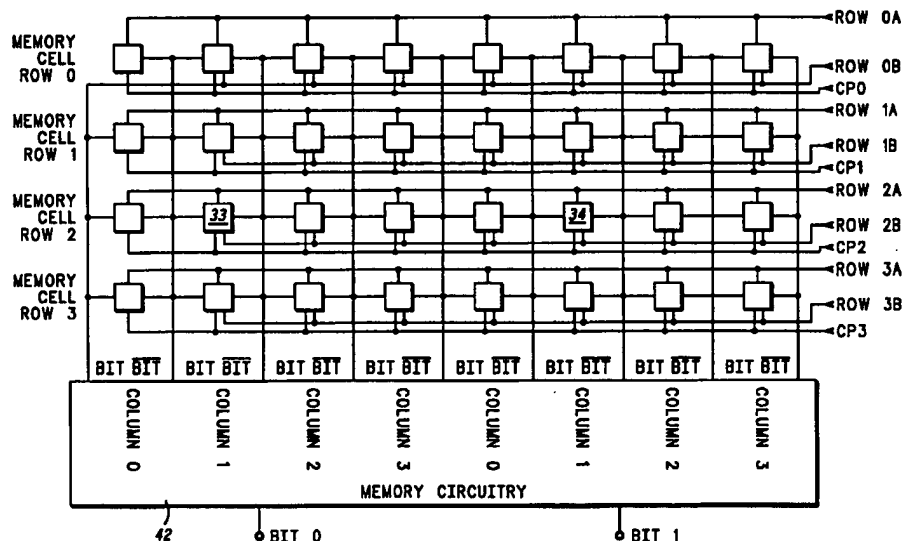 ROW 0A
MEMORY
CELL
ROW 0
ROW 0B
CP0
ROW 1A
MEMORY
CELL
ROW 1
ROW 1B
CP1
ROW 2A
MEMORY
CELL
ROW 2
33
34
ROW 2B
CP2
ROW 3A
MEMORY
CELL
ROW 3
ROW 3B
CP3
BIT BIT BIT BIT BIT BIT BIT BIT BIT BIT BIT BIT BIT BIT BIT BIT
COLUMN 0
COLUMN 1
COLUMN 2
COLUMN 3
COLUMN 0
COLUMN 1
COLUMN 2
COLUMN 3
MEMORY CIRCUITRY
42
BIT 0
BIT 1